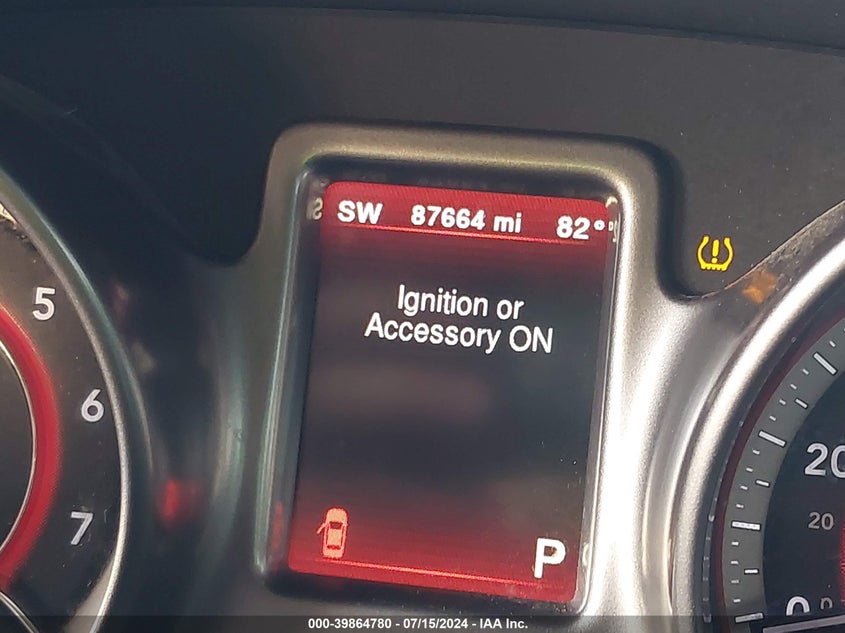 SW 87664 mi 82°
Ignition or
Accessory ON
5
6
7
P
20
20
0
000-39864780 - 07/15/2024 - IAA Inc.